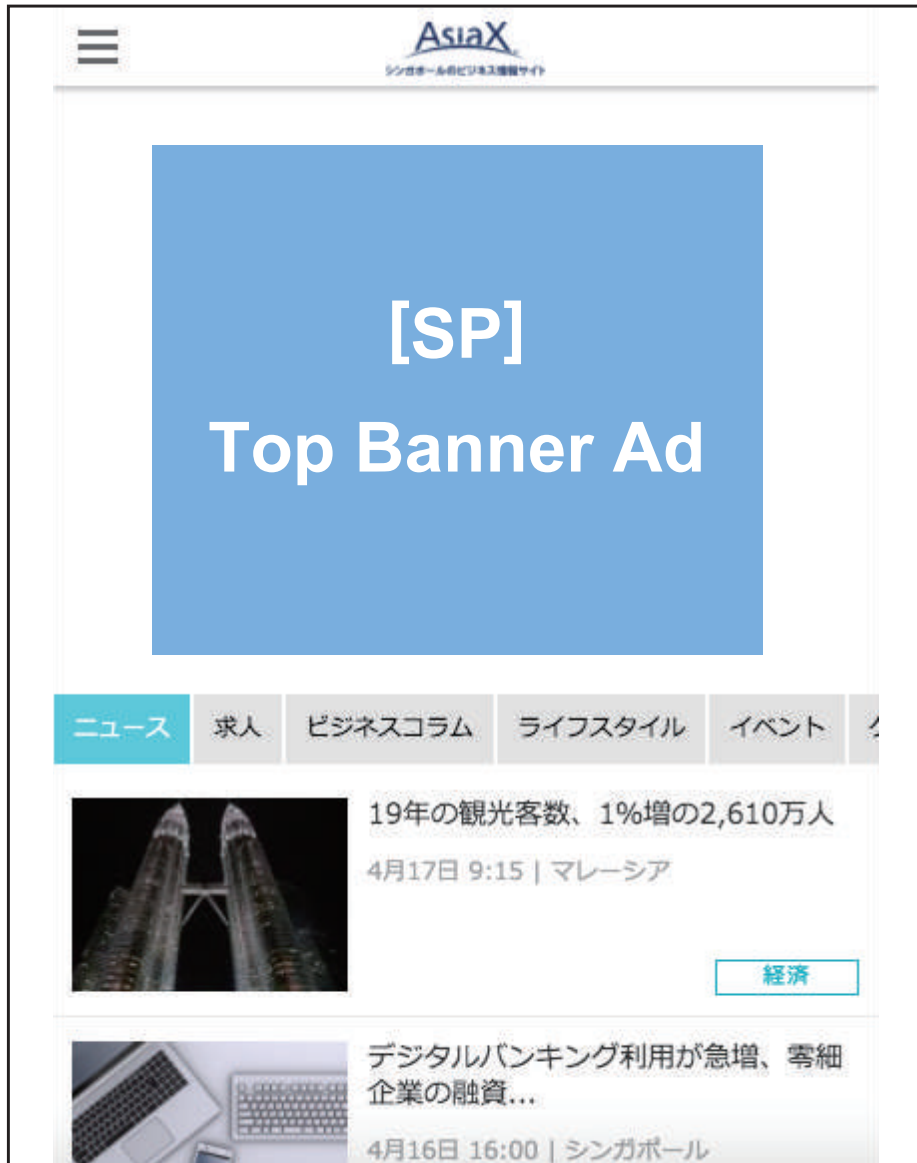 AsiaX
シンガポールのビジネス情報サイト
[SP]
Top Banner Ad
ニュース 求人 ビジネスコラム ライフスタイル イベント
19年の観光客数、1%増の2,610万人
4月17日 9:15 | マレーシア
経済
デジタルバンキング利用が急増、零細
企業の融資...
4月16日 16:00 | シンガポール